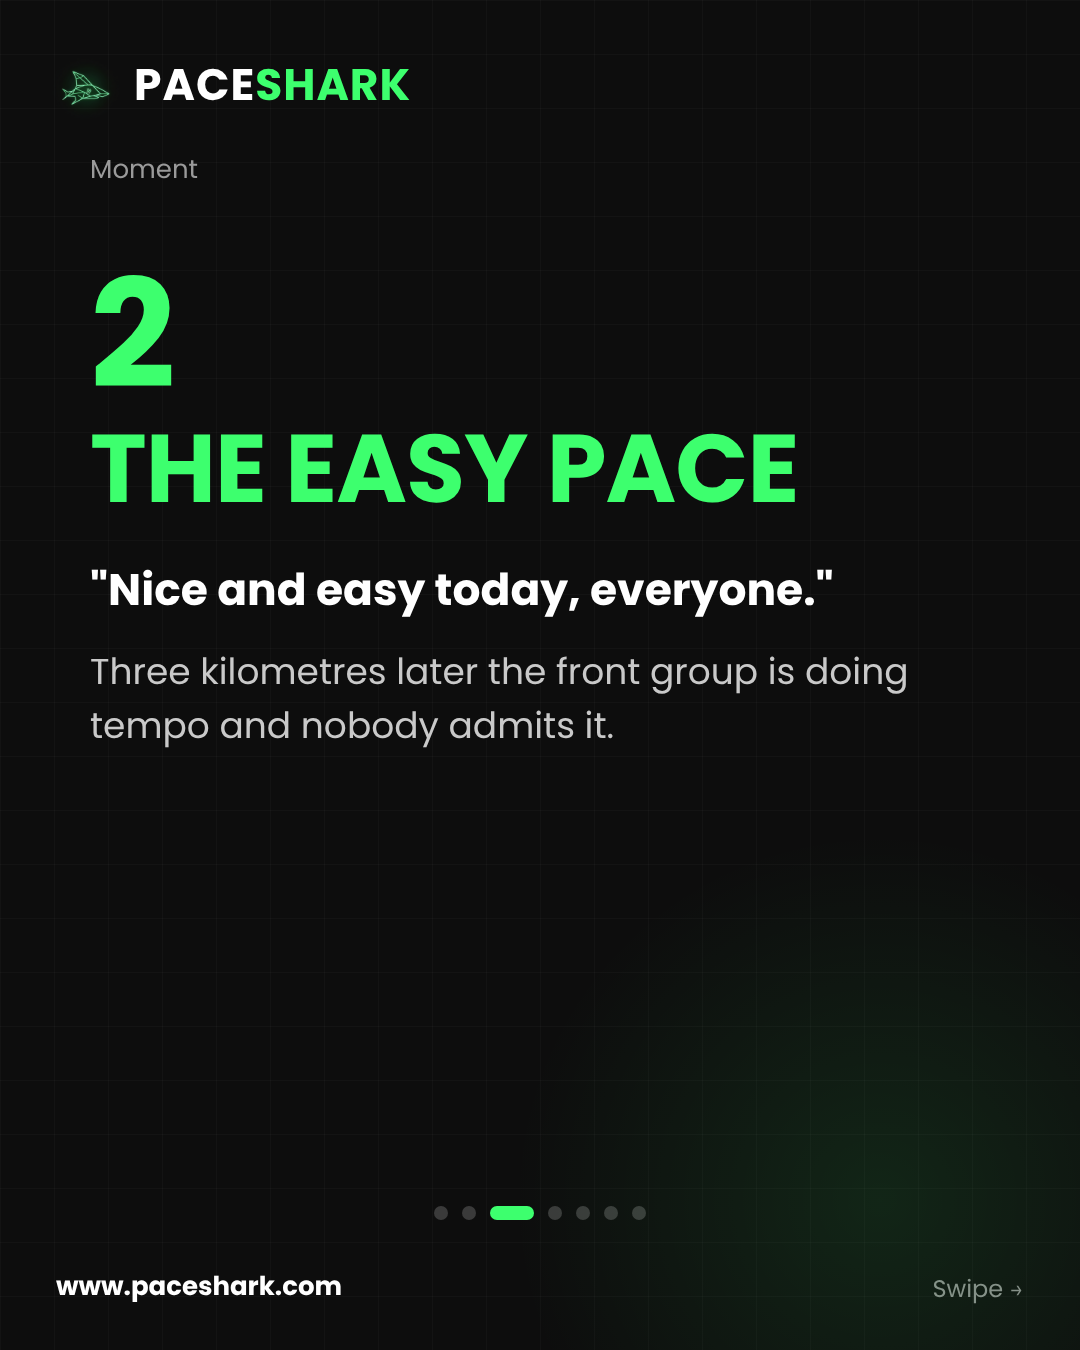 PACESHARK
Moment
2
THE EASY PACE
"Nice and easy today, everyone."
Three kilometres later the front group is doing
tempo and nobody admits it.
www.paceshark.com
Swipe →